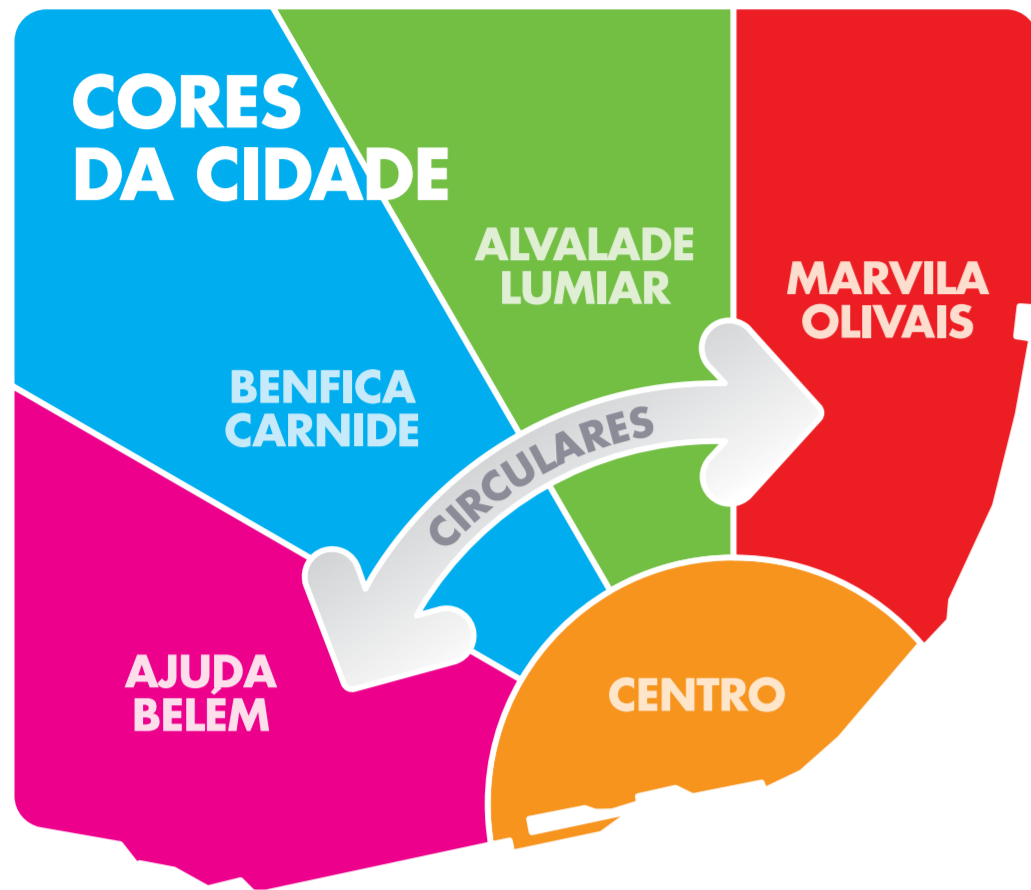 CORES
DA CIDADE
ALVALADE
LUMIAR
MARVILA
OLIVAIS
BENFICA
CARNIDE
CIRCULARES
AJUDA
BELÉM
CENTRO